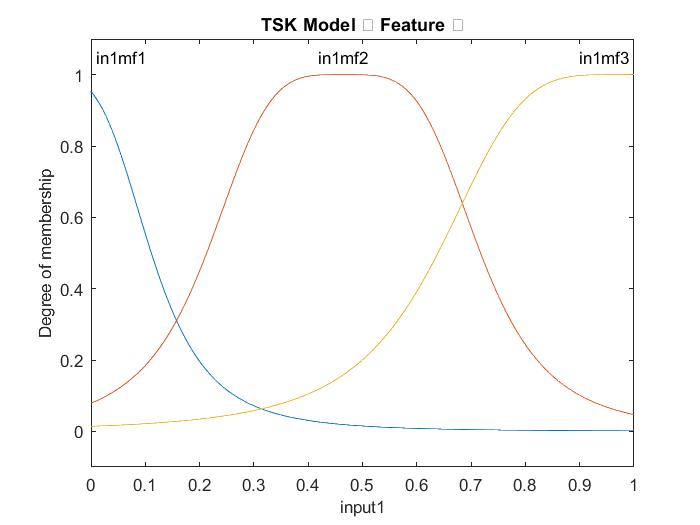 TSK Model Feature
in1mf1 in1mf2 in1mf3
Degree of membership
1
0.8
0.6
0.4
0.2
0
0 0.1 0.2 0.3 0.4 0.5 0.6 0.7 0.8 0.9 1
input1